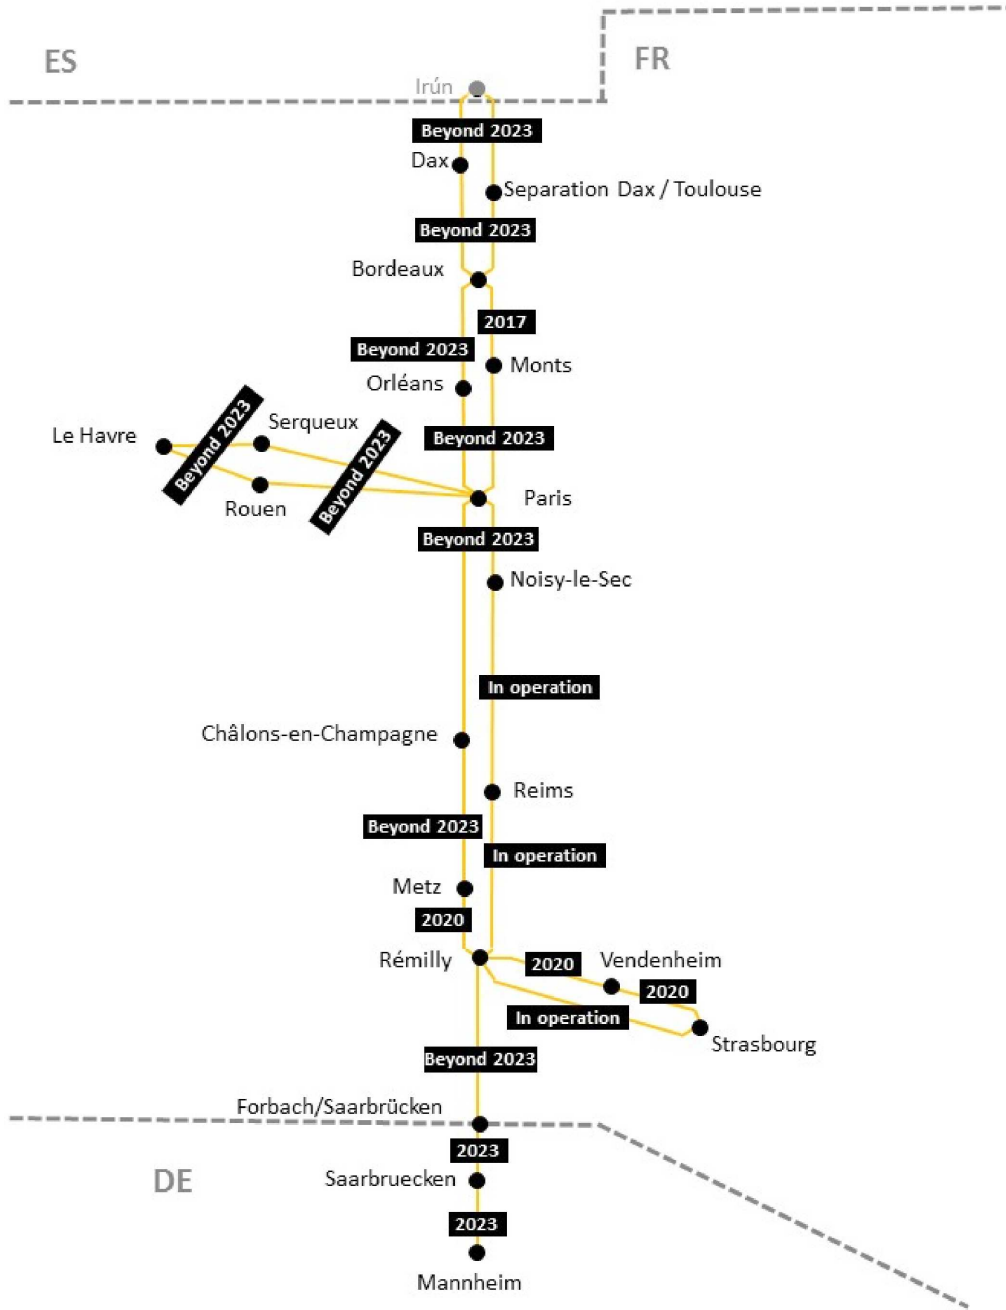 ES
FR
Irún
Beyond 2023
Dax
Separation Dax / Toulouse
Beyond 2023
Bordeaux
2017
Beyond 2023
Monts
Orléans
Beyond 2023
Serqueux
Le Havre
Beyond 2023
Beyond 2023
Rouen
Paris
Beyond 2023
Noisy-le-Sec
In operation
Châlons-en-Champagne
Reims
Beyond 2023
In operation
Metz
2020
Rémilly
2020
Vendenheim
2020
In operation
Strasbourg
Beyond 2023
Forbach/Saarbrücken
2023
DE
Saarbruecken
2023
Mannheim